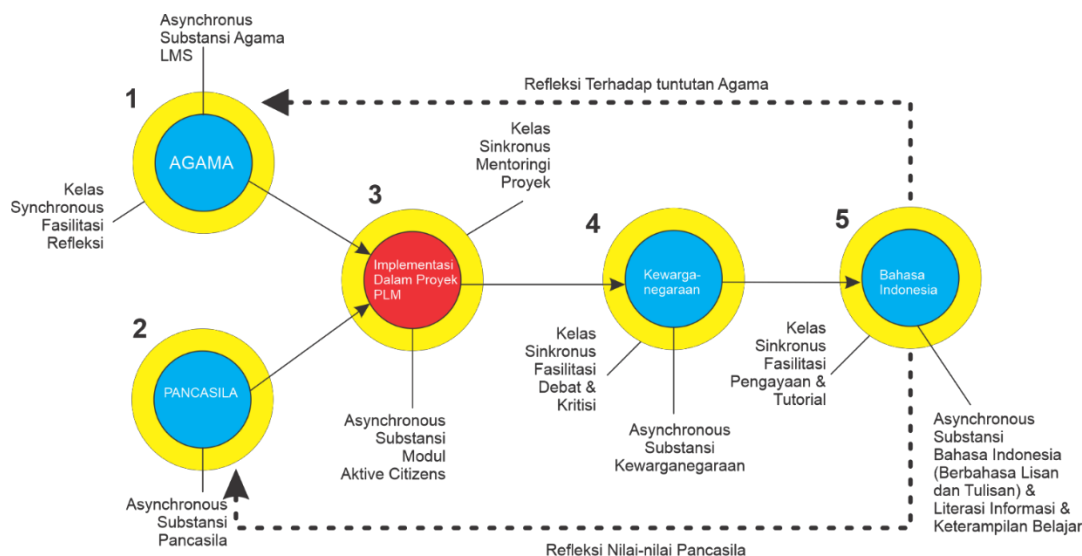 Asynchronus
Substansi Agama
LMS
1
AGAMA
Kelas
Synchronous
Fasilitasi
Refleksi
Refleksi Terhadap tuntutan Agama
2
PANCASILA
Asynchronous
Substansi
Pancasila
3
Implementasi
Dalam Proyek
PLM
Kelas
Sinkronus
Mentoringi
Proyek
Asynchronous
Substansi
Modul
Aktive Citizens
4
Kewarga-
negaraan
Kelas
Sinkronus
Fasilitasi
Debat &
Kritisi
Asynchronous
Substansi
Kewarganegaraan
5
Bahasa
Indonesia
Kelas
Sinkronus
Fasilitasi
Pengayaan &
Tutorial
Asynchronous
Substansi
Bahasa Indonesia
(Berbahasa Lisan
dan Tulisan) &
Literasi Informasi &
Keterampilan Belajar
Refleksi Nilai-nilai Pancasila